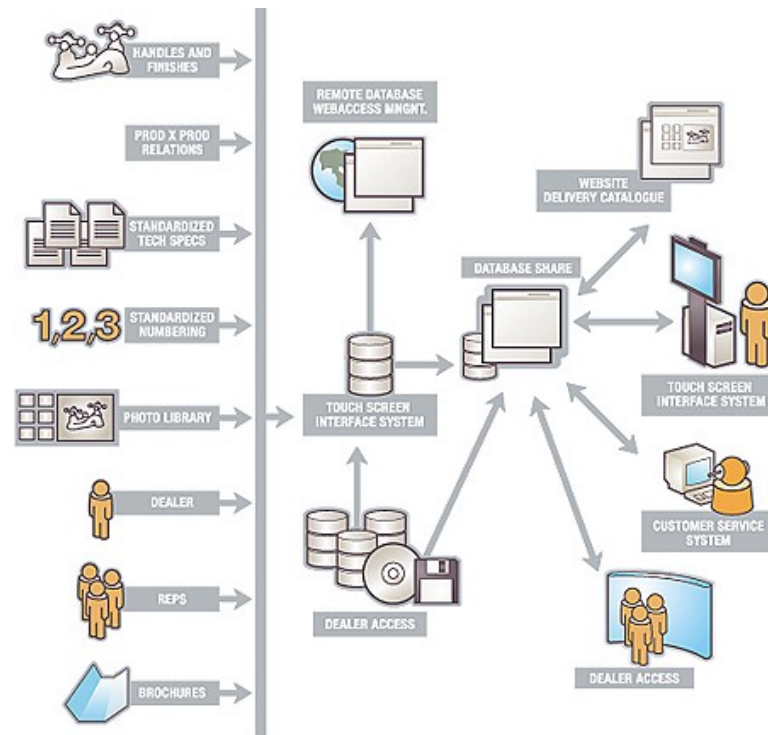 HANDLES AND
FINISHIES
PROD X PROD
RELATIONS
STANDARDIZED
TECH SPECS
1,2,3
STANDARDIZED
NUMBERING
PHOTO LIBRARY
DEALER
REPS
BROCHURES
REMOTE DATABASE
WEBACCESS MNGNT.
TOUCH SCREEN
INTERFACE SYSTEM
DEALER ACCESS
DATABASE SHARE
WEBSITE
DELIVERY CATALOGUE
TOUCH SCREEN
INTERFACE SYSTEM
CUSTOMER SERVICE
SYSTEM
DEALER ACCESS